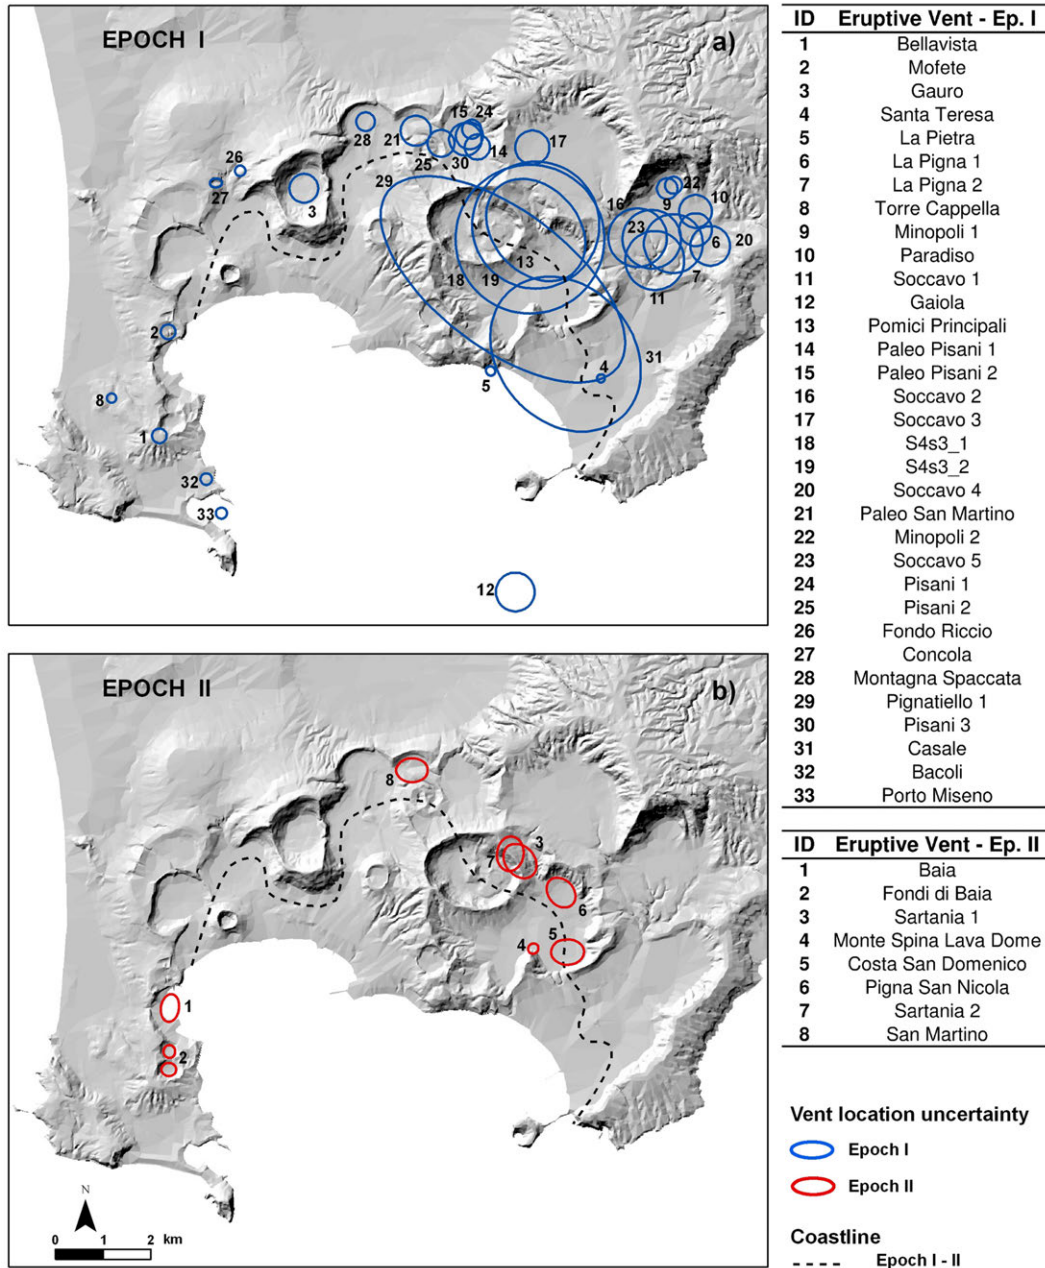 EPOCH I
a)
24
15
28
21
17
14
26
25
30
29
22
27
9
16
10
3
23
6
20
13
18
19
7
11
2
31
4
5
8
1
32
33
12
EPOCH II
b)
8
3
7
6
5
4
1
2
N
0 1 2 km
ID Eruptive Vent - Ep. I
1 Bellavista
2 Mofete
3 Gauro
4 Santa Teresa
5 La Pietra
6 La Pigna 1
7 La Pigna 2
8 Torre Cappella
9 Minopoli 1
10 Paradiso
11 Soccavo 1
12 Gaiola
13 Pomici Principali
14 Paleo Pisani 1
15 Paleo Pisani 2
16 Soccavo 2
17 Soccavo 3
18 S4s3_1
19 S4s3_2
20 Soccavo 4
21 Paleo San Martino
22 Minopoli 2
23 Soccavo 5
24 Pisani 1
25 Pisani 2
26 Fondo Riccio
27 Concola
28 Montagna Spaccata
29 Pignatiello 1
30 Pisani 3
31 Casale
32 Bacoli
33 Porto Miseno
ID Eruptive Vent - Ep. II
1 Baia
2 Fondi di Baia
3 Sartania 1
4 Monte Spina Lava Dome
5 Costa San Domenico
6 Pigna San Nicola
7 Sartania 2
8 San Martino
Vent location uncertainty
Epoch I
Epoch II
Coastline
Epoch I - II